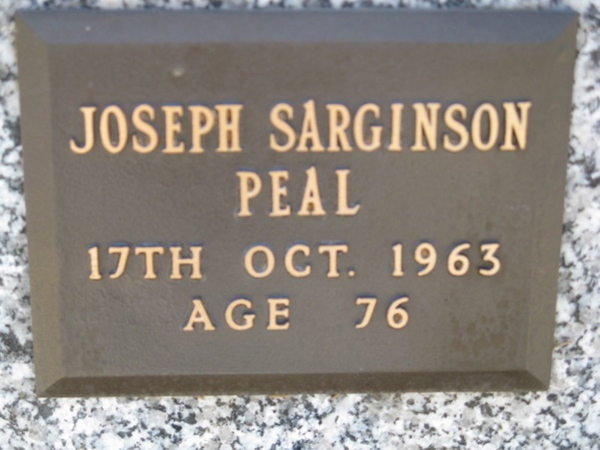 JOSEPH SARGINSON
PEAL
17TH OCT. 1963
AGE 76